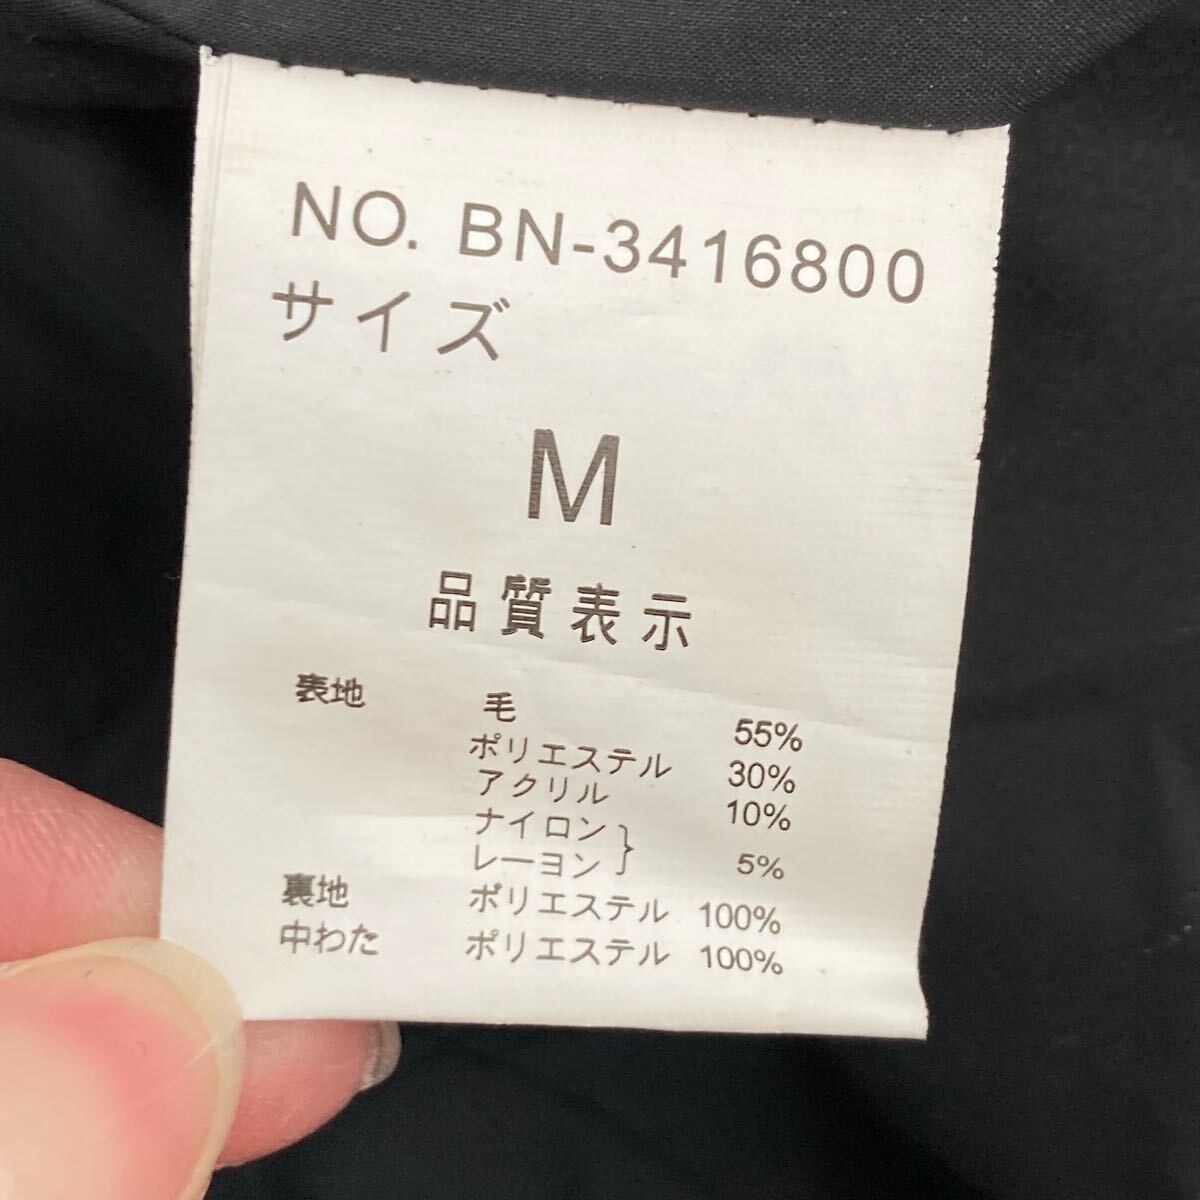 NO. BN-3416800
サイズ
M
品質表示
表地 毛 55%
ポリエステル 30%
アクリル 10%
ナイロン
レーヨン } 5%
裏地 ポリエステル 100%
中わた ポリエステル 100%